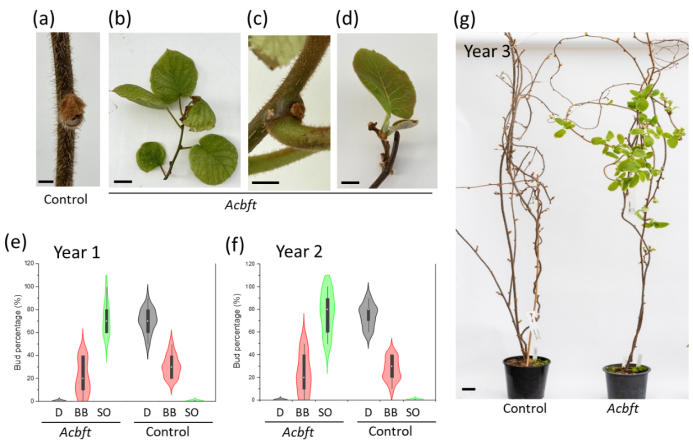 (a)
(b)
(c)
(d)
(g)
Year 3
Control
Acbft
(e)
Year 1
(f)
Year 2
Bud percentage (%)
120
100
80
60
40
20
0
D BB SO D BB SO
Acbft Control
Bud percentage (%)
120
100
80
60
40
20
0
D BB SO D BB SO
Acbft Control
Control Acbft